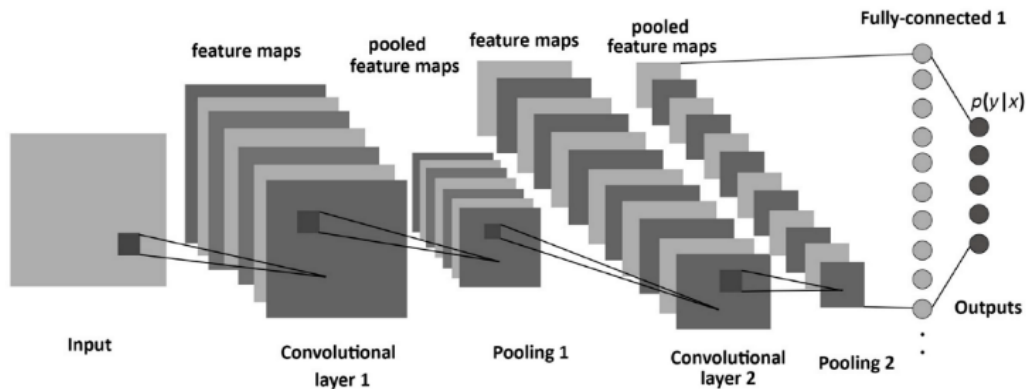 Fully-connected 1
pooled
feature maps
feature maps
feature maps
pooled
feature maps
p(y|x)
Input
Convolutional
layer 1
Pooling 1
Convolutional
layer 2
Pooling 2
Outputs